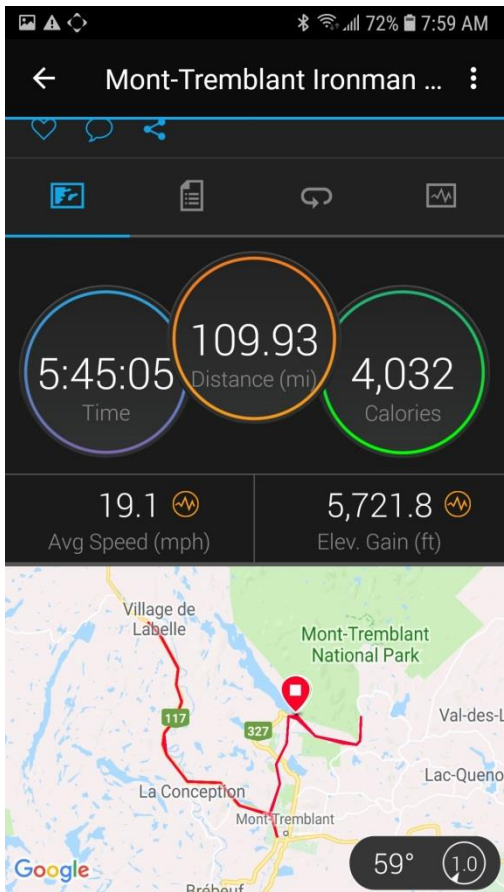 72% 7:59 AM
Mont-Tremblant Ironman ...
109.93
Distance (mi)
5:45:05
Time
4,032
Calories
19.1
Avg Speed (mph)
5,721.8
Elev. Gain (ft)
Village de
Labelle
Mont-Tremblant
National Park
117
327
Val-des-L
Lac-Queno
La Conception
Mont-Tremblant
Google
Brébeuf
59° 1.0